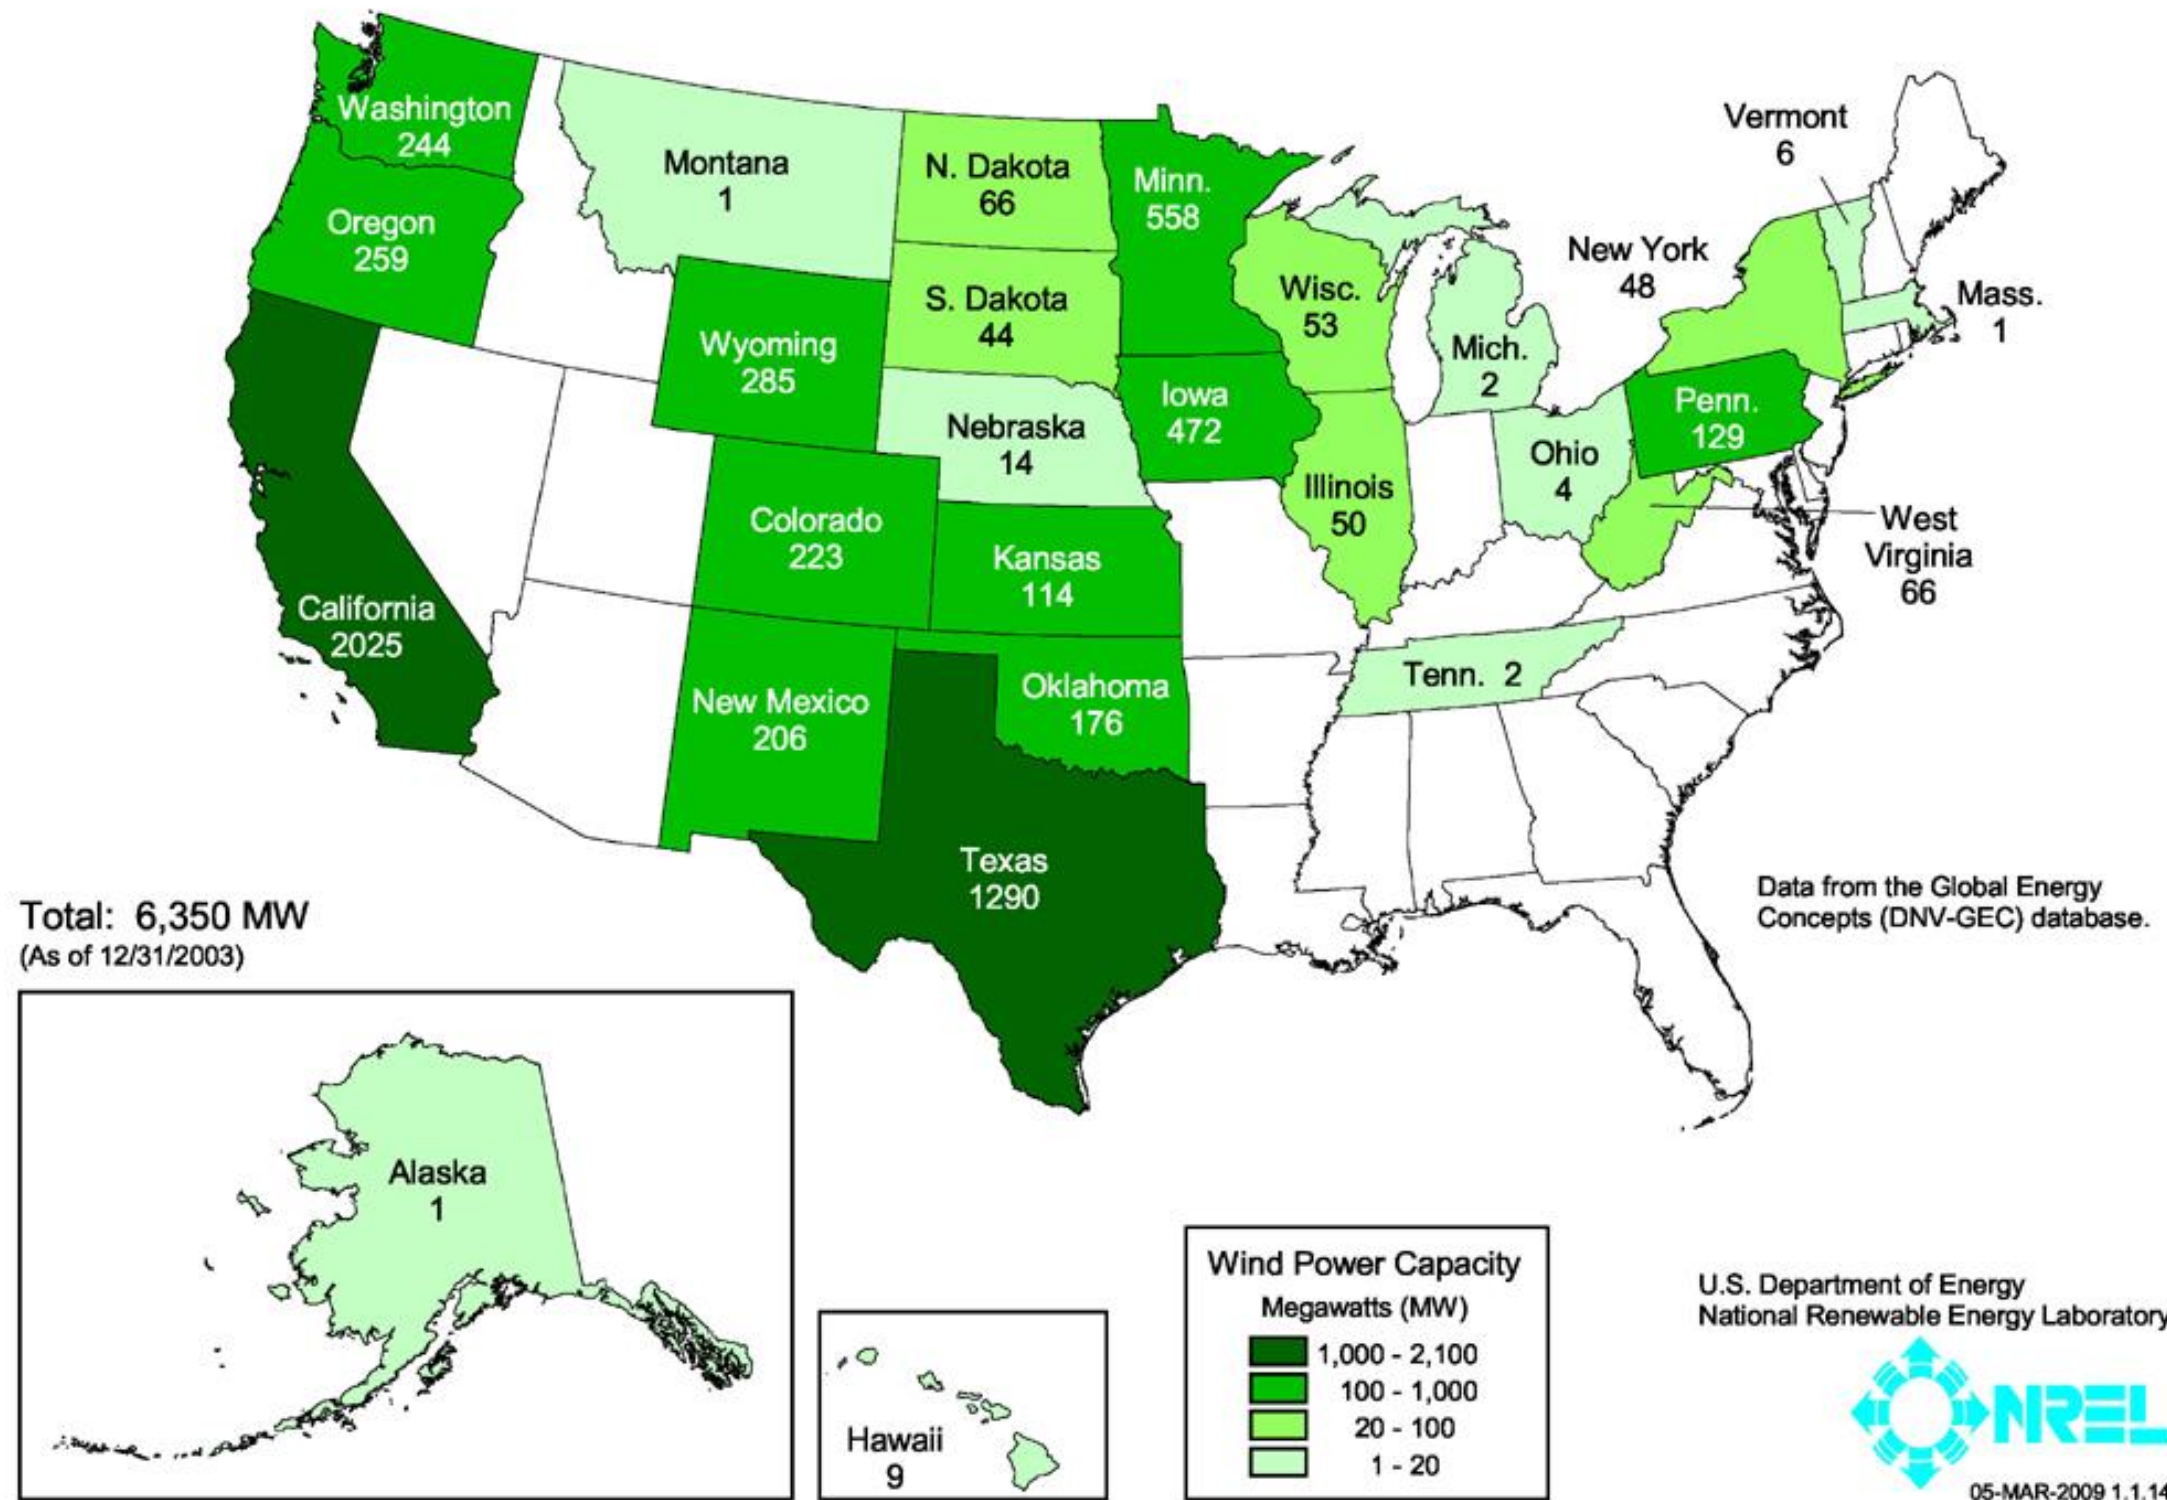 Washington
244
Montana
1
N. Dakota
66
Minn.
558
Vermont
6
Oregon
259
New York
48
Mass.
1
S. Dakota
44
Wisc.
53
Wyoming
285
Mich.
2
Iowa
472
Penn.
129
Nebraska
14
Ohio
4
Illinois
50
Colorado
223
Kansas
114
West
Virginia
66
California
2025
New Mexico
206
Oklahoma
176
Tenn. 2
Texas
1290
Data from the Global Energy
Concepts (DNV-GEC) database.
Total: 6,350 MW
(As of 12/31/2003)
Alaska
1
Hawaii
9
Wind Power Capacity
Megawatts (MW)
1,000 - 2,100
100 - 1,000
20 - 100
1 - 20
U.S. Department of Energy
National Renewable Energy Laboratory
NREL
05-MAR-2009 1.1.14